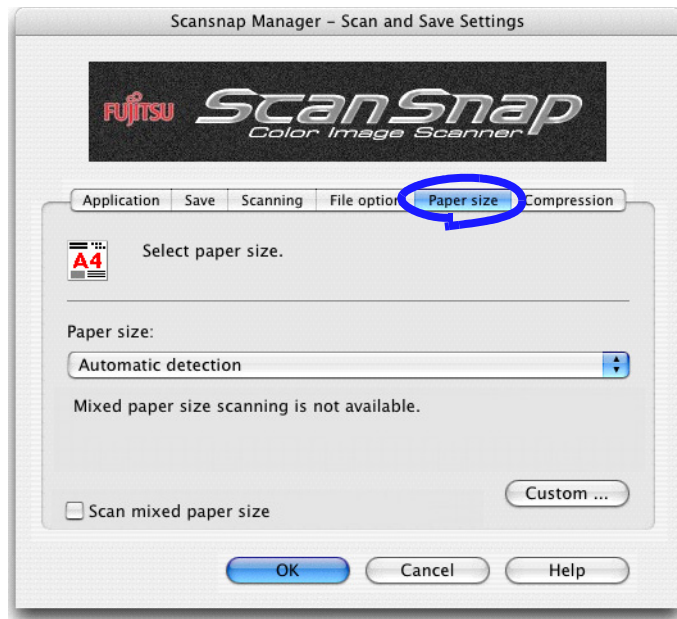 Scansnap Manager – Scan and Save Settings
FUJITSU ScanSnap
Color Image Scanner
Application Save Scanning File option Paper size Compression
A4 Select paper size.
Paper size:
Automatic detection
Mixed paper size scanning is not available.
Custom ...
Scan mixed paper size
OK Cancel Help